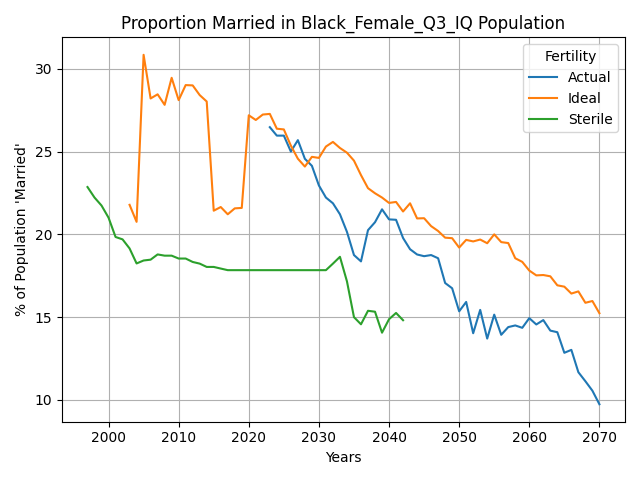 Proportion Married in Black_Female_Q3_IQ Population
Fertility
Actual
Ideal
Sterile
% of Population 'Married'
30
25
20
15
10
2000 2010 2020 2030 2040 2050 2060 2070
Years